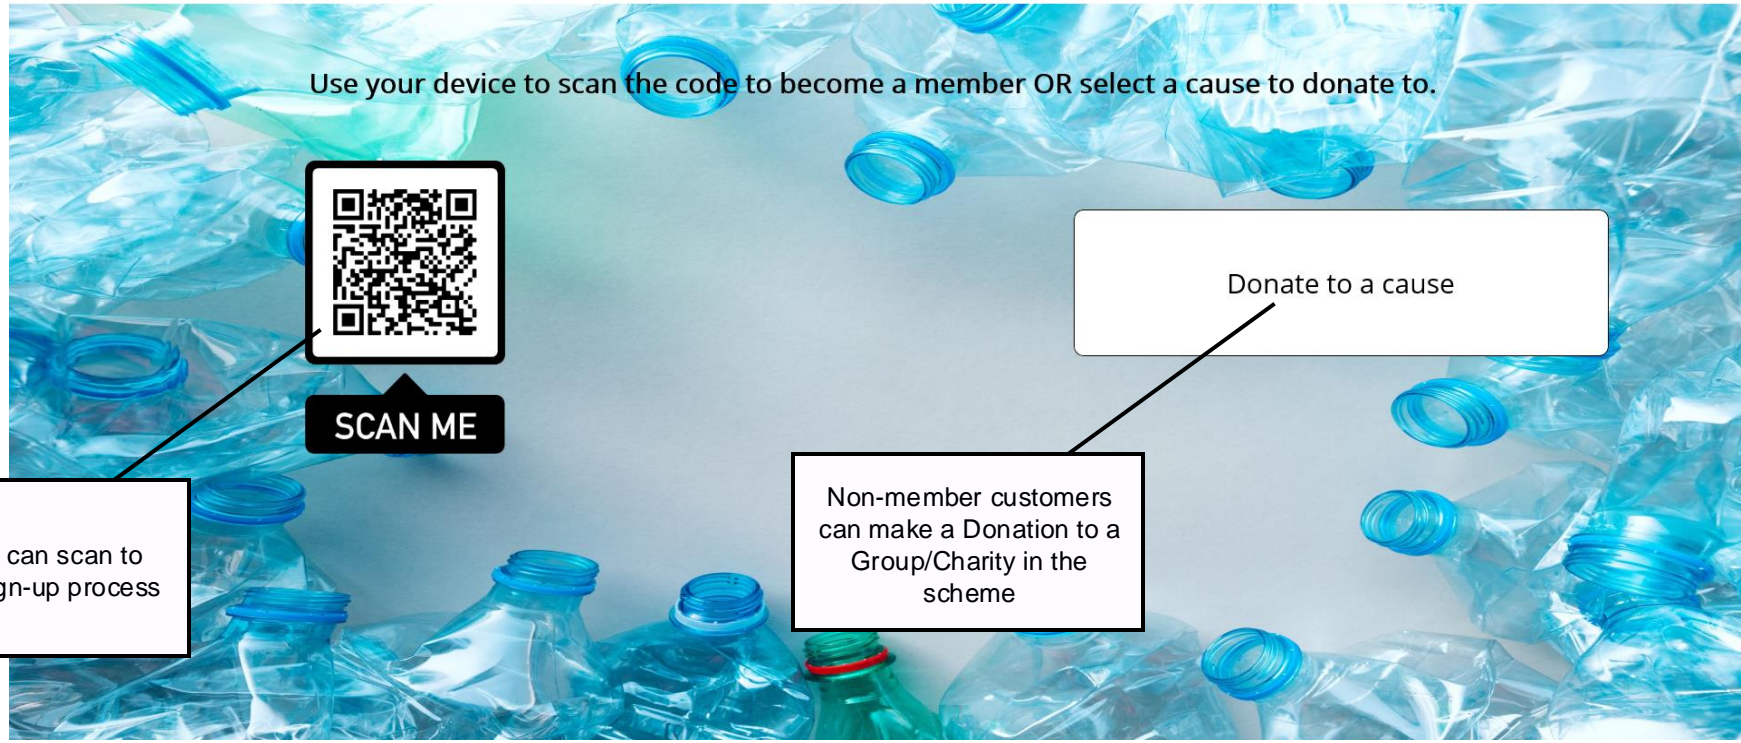 Use your device to scan the code to become a member OR select a cause to donate to.
Donate to a cause
SCAN ME
Non-member customers
can make a Donation to a
Group/Charity in the
scheme
can scan to
gn-up process